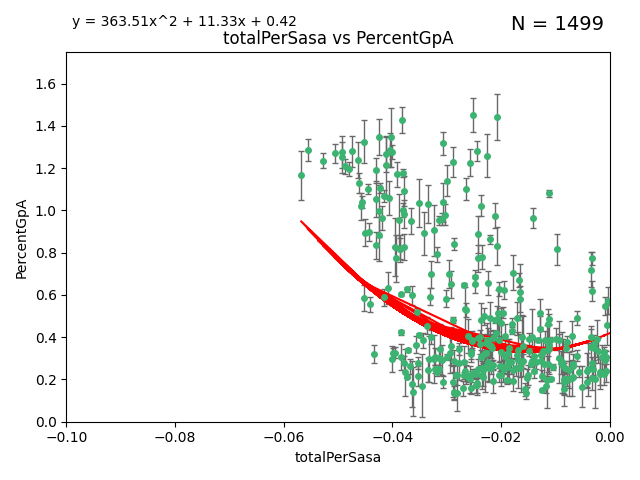 y = 363.51x^2 + 11.33x + 0.42
N = 1499
totalPerSasa vs PercentGpA
1.6
1.4
1.2
1.0
0.8
0.6
0.4
0.2
0.0
PercentGpA
−0.10 −0.08 −0.06 −0.04 −0.02 0.00
totalPerSasa